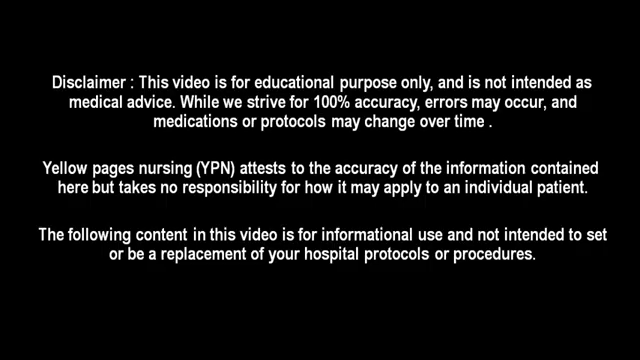 Disclaimer : This video is for educational purpose only, and is not intended as
medical advice. While we strive for 100% accuracy, errors may occur, and
medications or protocols may change over time .
Yellow pages nursing (YPN) attests to the accuracy of the information contained
here but takes no responsibility for how it may apply to an individual patient.
The following content in this video is for informational use and not intended to set
or be a replacement of your hospital protocols or procedures.